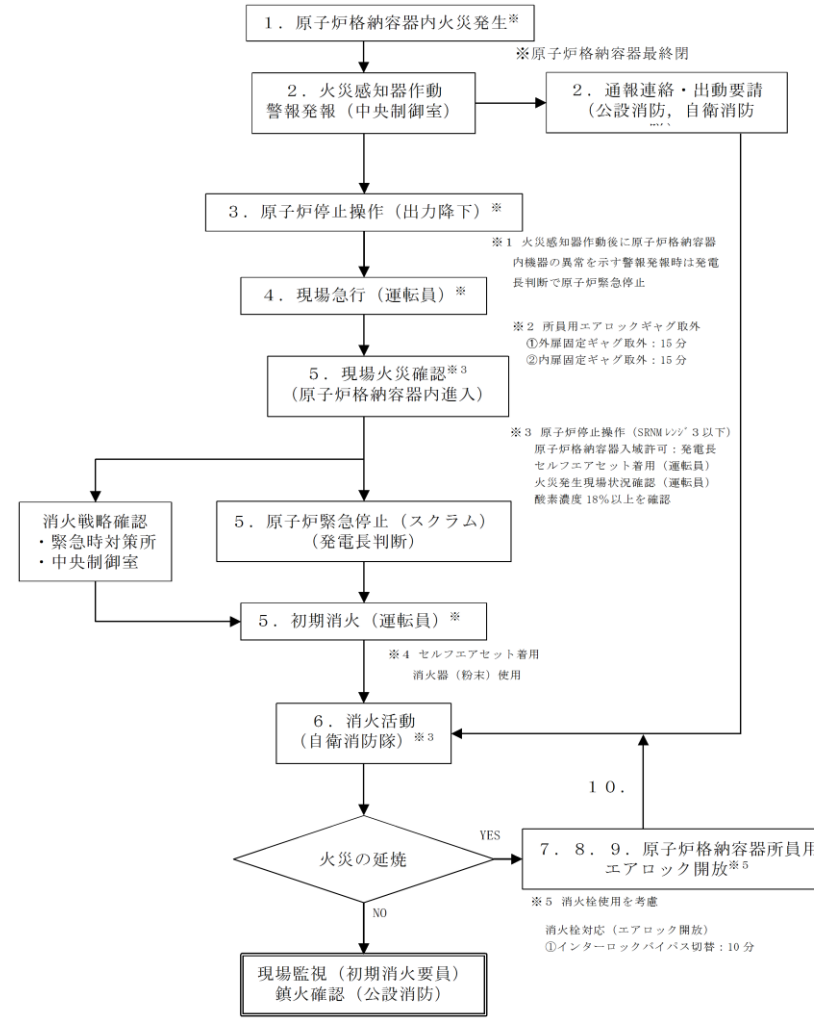 １．原子炉格納容器内火災発生※
※原子炉格納容器最終閉
２．火災感知器作動
警報発報（中央制御室）
２．通報連絡・出動要請
（公設消防，自衛消防
３．原子炉停止操作（出力降下）※
※１ 火災感知器作動後に原子炉格納容器
内機器の異常を示す警報発報時は発電
長判断で原子炉緊急停止
４．現場急行（運転員）※
※２ 所員用エアロックギャグ取外
①外扉固定ギャグ取外：15分
②内扉固定ギャグ取外：15分
５．現場火災確認※３
（原子炉格納容器内進入）
※３ 原子炉停止操作（SRNMﾚﾝｼﾞ３以下）
原子炉格納容器入域許可：発電長
セルフエアセット着用（運転員）
火災発生現場状況確認（運転員）
酸素濃度18%以上を確認
消火戦略確認
・緊急時対策所
・中央制御室
５．原子炉緊急停止（スクラム）
（発電長判断）
５．初期消火（運転員）※
※４ セルフエアセット着用
消火器（粉末）使用
６．消火活動
（自衛消防隊）※３
１０．
火災の延焼
YES
７．８．９．原子炉格納容器所員用
エアロック開放※５
NO
※５ 消火栓使用を考慮
消火栓対応（エアロック開放）
①インターロックバイパス切替：10分
現場監視（初期消火要員）
鎮火確認（公設消防）